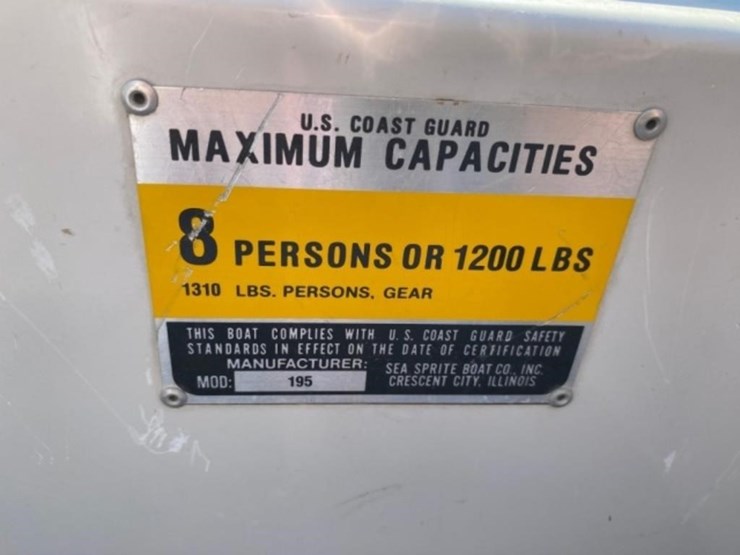 U.S. COAST GUARD
MAXIMUM CAPACITIES
8 PERSONS OR 1200 LBS
1310 LBS. PERSONS, GEAR
THIS BOAT COMPLIES WITH U.S. COAST GUARD SAFETY
STANDARDS IN EFFECT ON THE DATE OF CERTIFICATION
MANUFACTURER: SEA SPRITE BOAT CO., INC.
MOD: 195 CRESCENT CITY, ILLINOIS